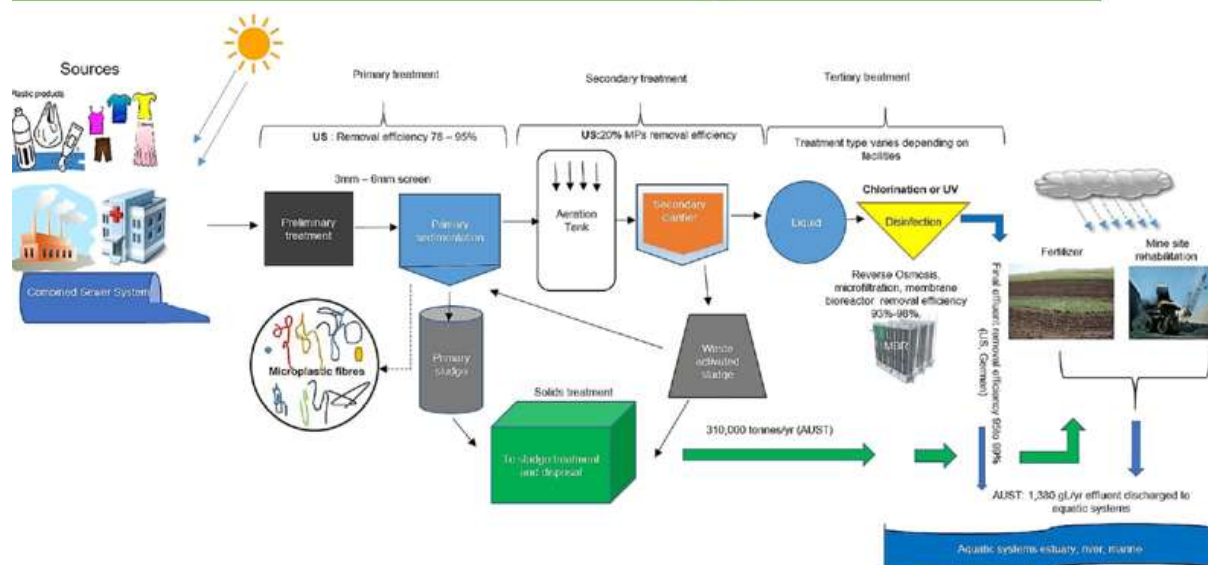 Sources
Plastic products
Combined Sewer System
Primary treatment
US : Removal efficiency 78 – 95%
3mm – 6mm screen
Preliminary
treatment
Primary
sedimentation
Microplastic fibres
Primary
sludge
Secondary treatment
US:20% MPs removal efficiency
Aeration
Tank
Secondary
clarifier
Waste
activated
sludge
Solids treatment
To sludge treatment
and disposal
310,000 tonnes/yr (AUST)
Tertiary treatment
Treatment type varies depending on
facilities
Liquid
Chlorination or UV
Disinfection
Reverse Osmosis,
microfiltration, membrane
bioreactor removal efficiency
93%-98%.
MBR
Final effluent removal efficiency 95to 99%
(US, German)
Fertilizer
Mine site
rehabilitation
AUST: 1,380 gL/yr effluent discharged to
aquatic systems
Aquatic systems estuary, river, marine